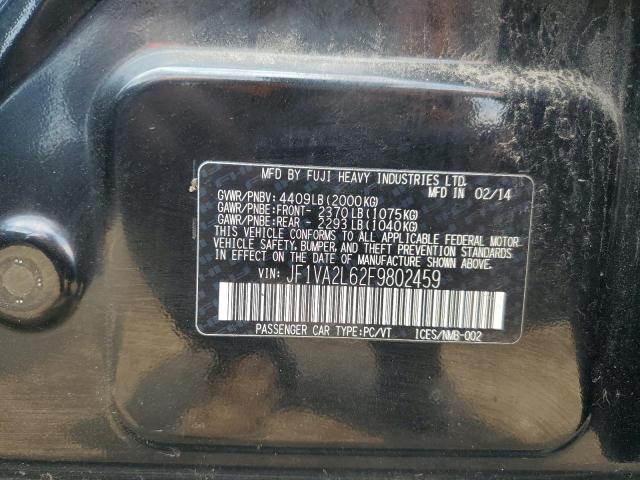 MFD BY FUJI HEAVY INDUSTRIES LTD. MFD IN 02/14
GVWR/PNBV: 4409LB(2000KG)
GAWR/PNBE:FRONT- 2370LB(1075KG)
GAWR/PNBE:REAR - 2293LB(1040KG)
THIS VEHICLE CONFORMS TO ALL APPLICABLE FEDERAL MOTOR
VEHICLE SAFETY, BUMPER, AND THEFT PREVENTION STANDARDS
IN EFFECT ON THE DATE OF MANUFACTURE SHOWN ABOVE.
VIN: JF1VA2L62F9802459
PASSENGER CAR TYPE:PC/VT ICES/NMB-002